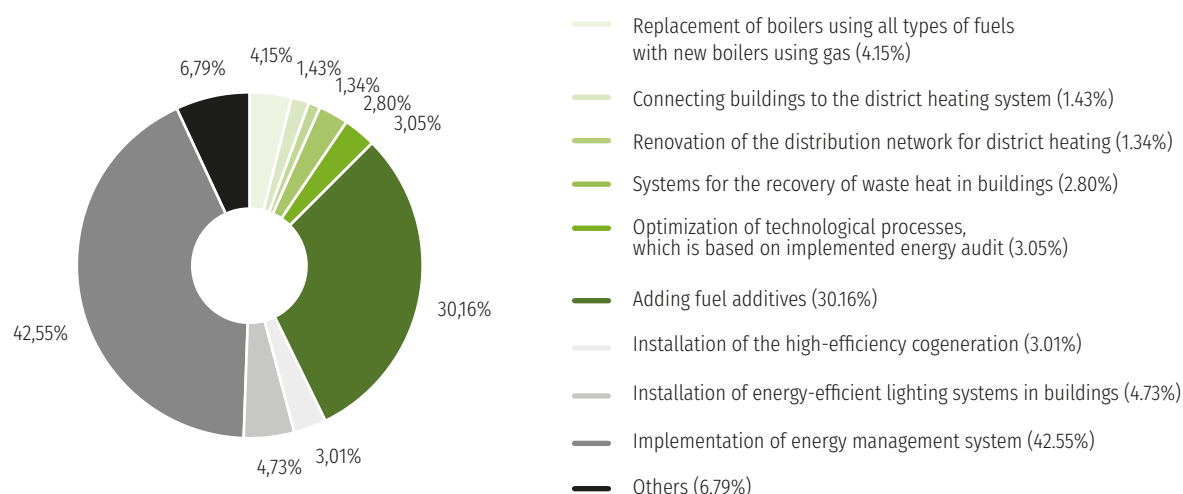 4,15%
1,43%
1,34%
2,80%
3,05%
6,79%
30,16%
42,55%
4,73%
3,01%
Replacement of boilers using all types of fuels
with new boilers using gas (4.15%)
Connecting buildings to the district heating system (1.43%)
Renovation of the distribution network for district heating (1.34%)
Systems for the recovery of waste heat in buildings (2.80%)
Optimization of technological processes,
which is based on implemented energy audit (3.05%)
Adding fuel additives (30.16%)
Installation of the high-efficiency cogeneration (3.01%)
Installation of energy-efficient lighting systems in buildings (4.73%)
Implementation of energy management system (42.55%)
Others (6.79%)